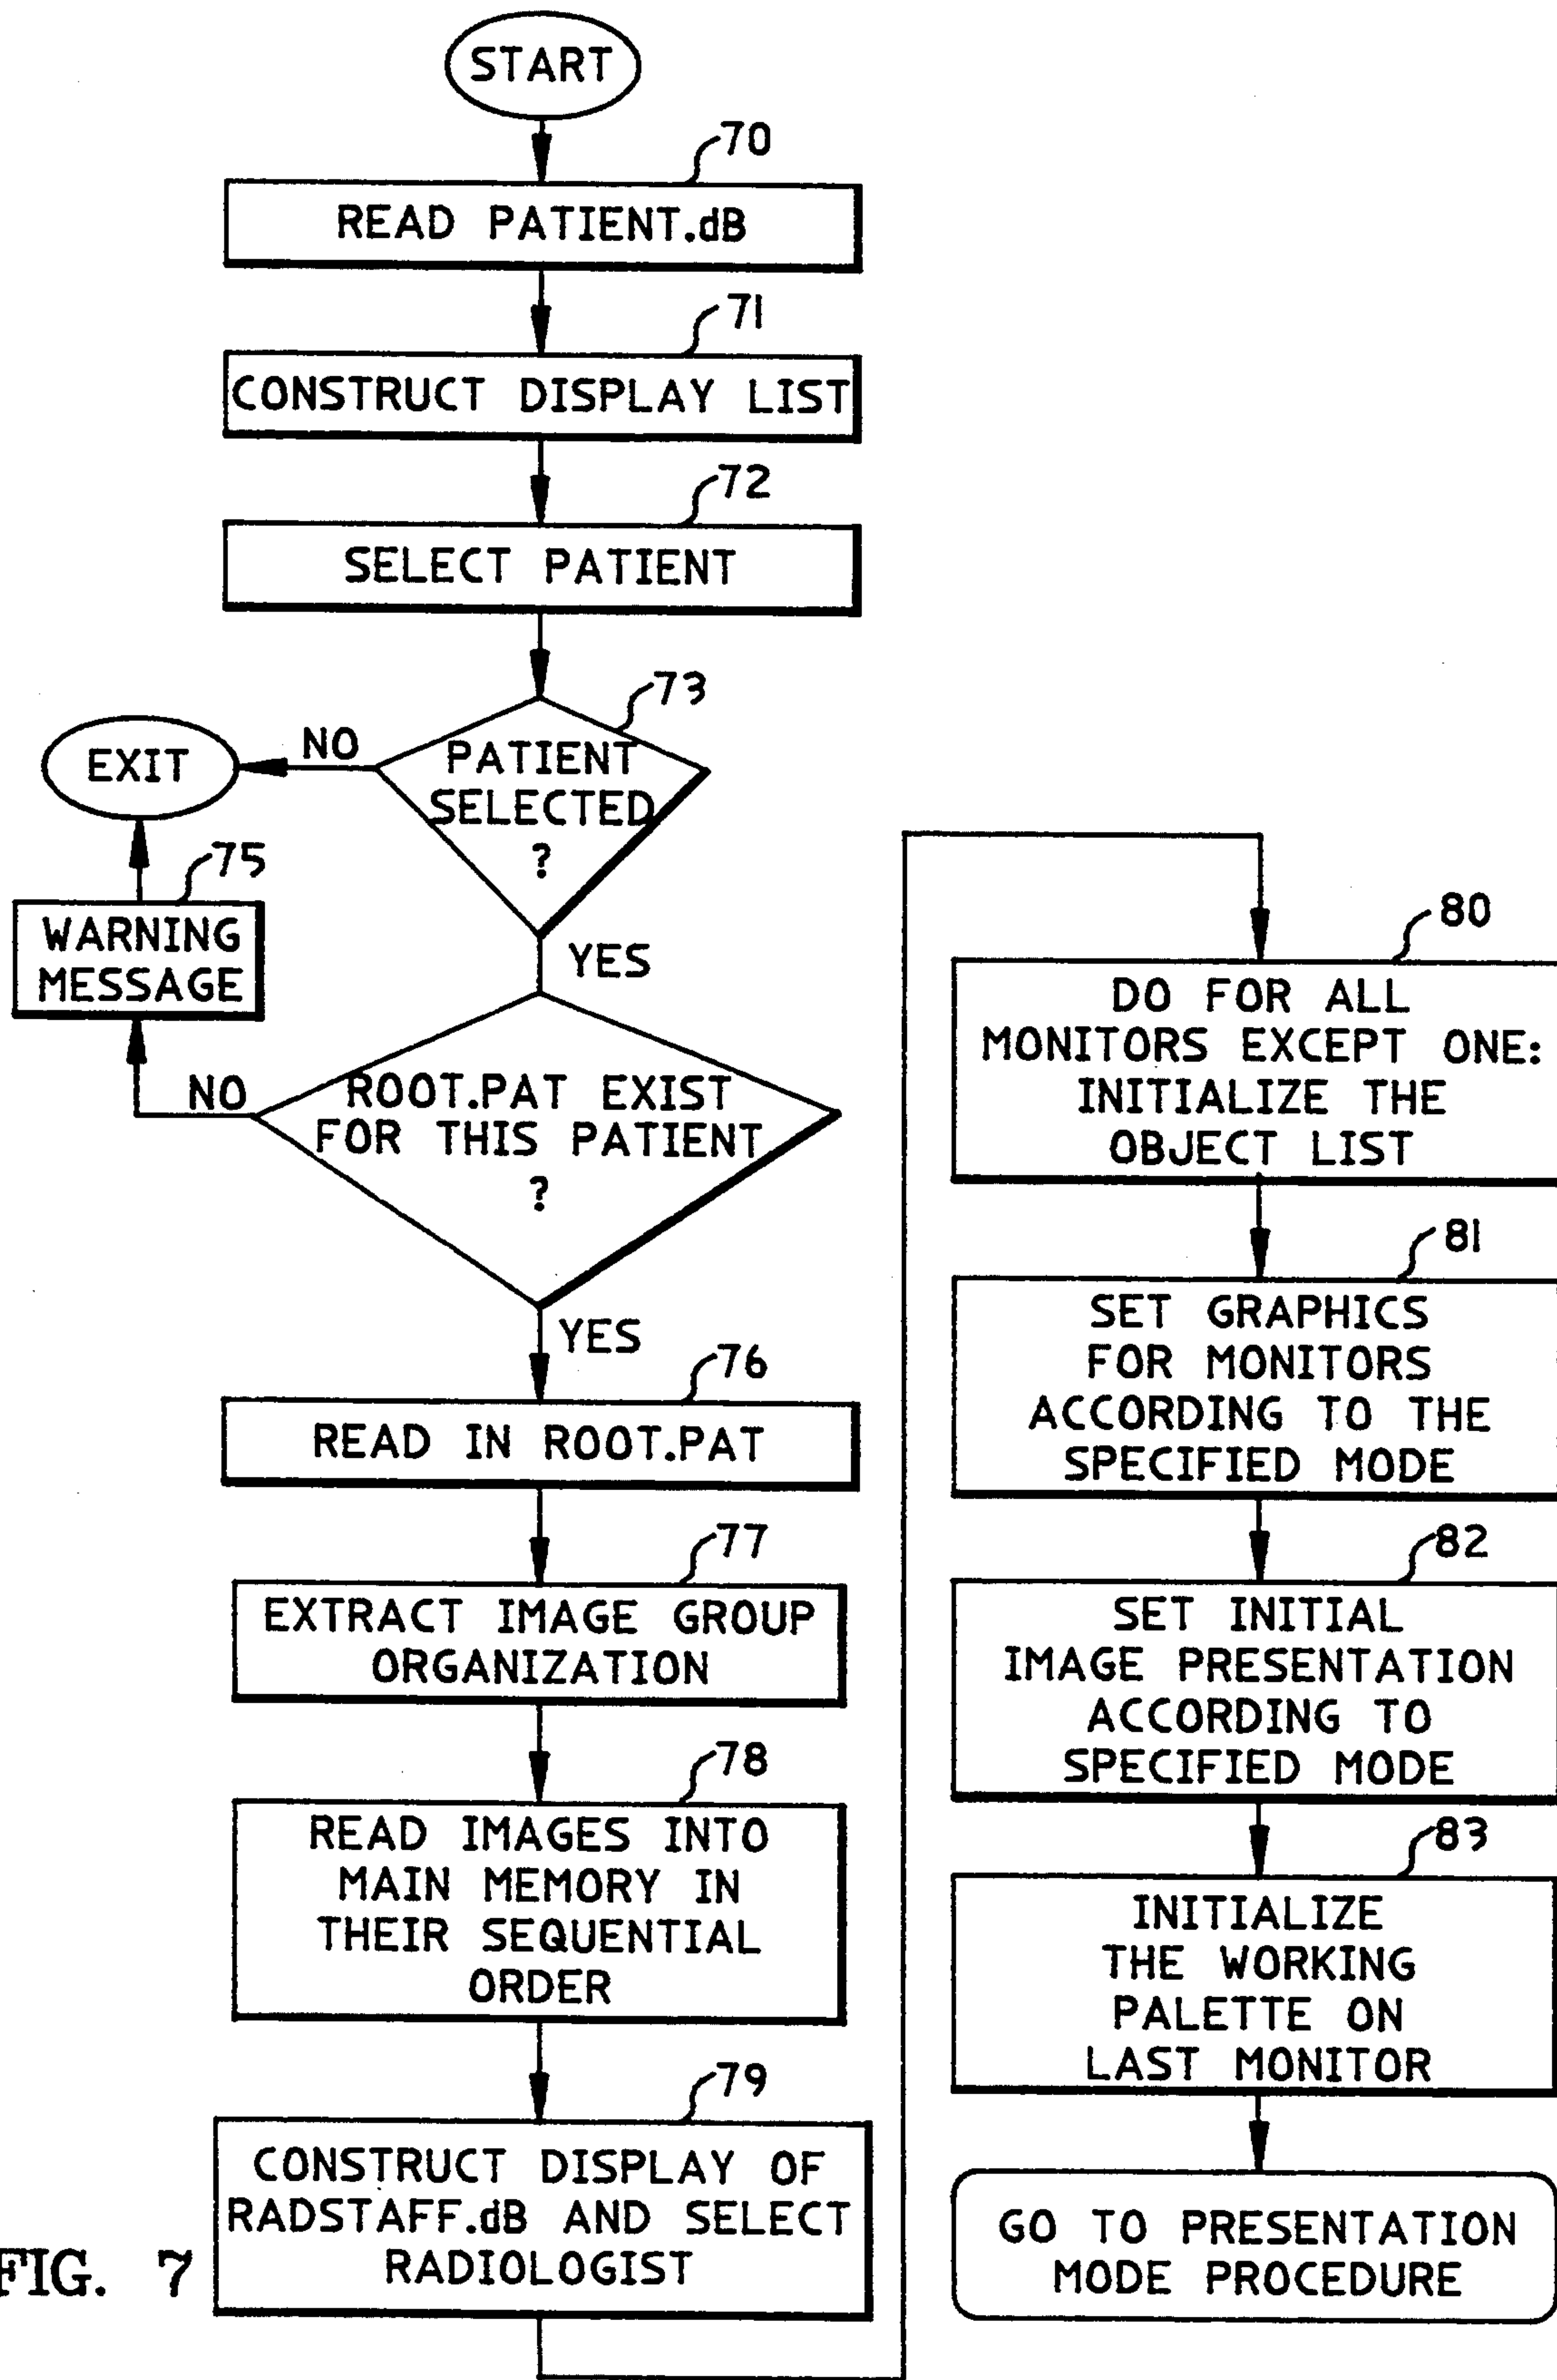 START
70
READ PATIENT.dB
71
CONSTRUCT DISPLAY LIST
72
SELECT PATIENT
73
PATIENT
SELECTED
?
NO
EXIT
75
WARNING
MESSAGE
YES
ROOT.PAT EXIST
FOR THIS PATIENT
?
NO
YES
76
READ IN ROOT.PAT
77
EXTRACT IMAGE GROUP
ORGANIZATION
78
READ IMAGES INTO
MAIN MEMORY IN
THEIR SEQUENTIAL
ORDER
79
CONSTRUCT DISPLAY OF
RADSTAFF.dB AND SELECT
RADIOLOGIST
80
DO FOR ALL
MONITORS EXCEPT ONE:
INITIALIZE THE
OBJECT LIST
81
SET GRAPHICS
FOR MONITORS
ACCORDING TO THE
SPECIFIED MODE
82
SET INITIAL
IMAGE PRESENTATION
ACCORDING TO
SPECIFIED MODE
83
INITIALIZE
THE WORKING
PALETTE ON
LAST MONITOR
GO TO PRESENTATION
MODE PROCEDURE
FIG. 7